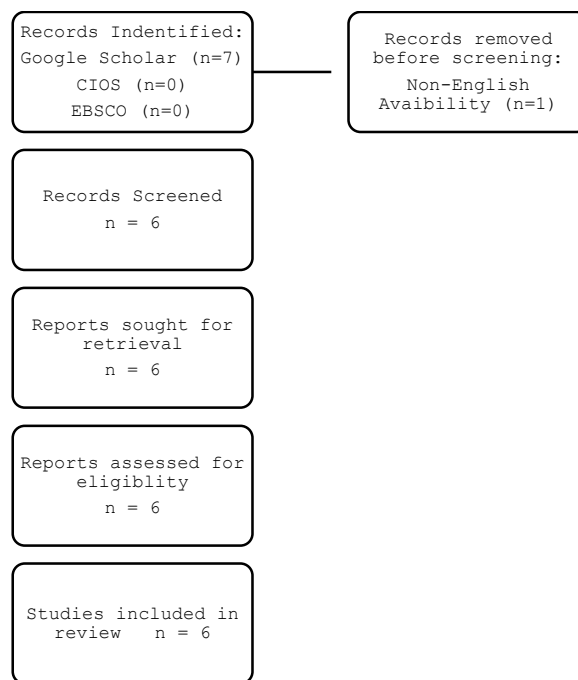 Records Indentified:
Google Scholar (n=7)
CIOS (n=0)
EBSCO (n=0)
Records removed
before screening:
Non-English
Avaibility (n=1)
Records Screened
n = 6
Reports sought for
retrieval
n = 6
Reports assessed for
eligiblity
n = 6
Studies included in
review n = 6